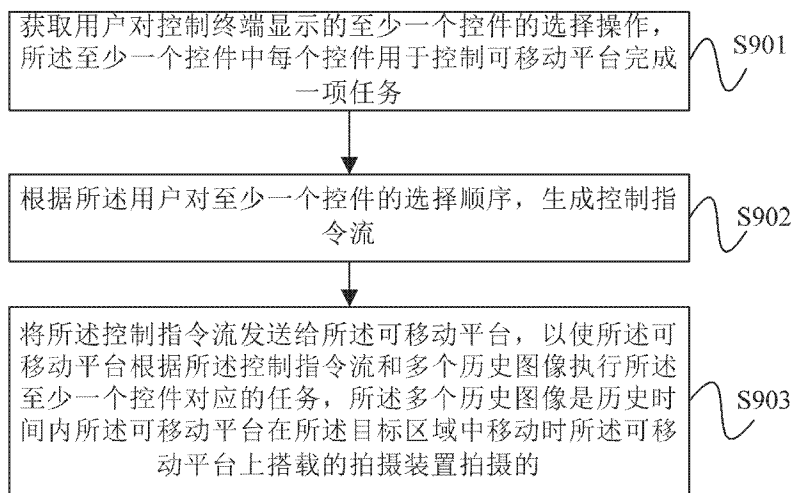 获取用户对控制终端显示的至少一个控件的选择操作，
所述至少一个控件中每个控件用于控制可移动平台完成
一项任务
S901
根据所述用户对至少一个控件的选择顺序，生成控制指
令流
S902
将所述控制指令流发送给所述可移动平台，以使所述可
移动平台根据所述控制指令流和多个历史图像执行所述
至少一个控件对应的任务，所述多个历史图像是历史时
间内所述可移动平台在所述目标区域中移动时所述可移
动平台上搭载的拍摄装置拍摄的
S903